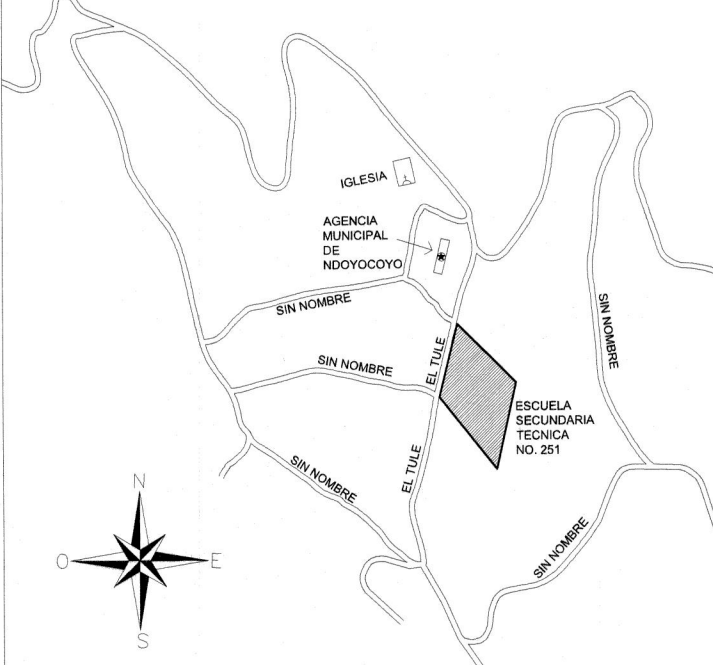 IGLESIA
AGENCIA
MUNICIPAL
DE
NDOYOCOYO
SIN NOMBRE
SIN NOMBRE
EL TULE
SIN NOMBRE
ESCUELA
SECUNDARIA
TECNICA
NO. 251
EL TULE
SIN NOMBRE
SIN NOMBRE
N
O
E
S